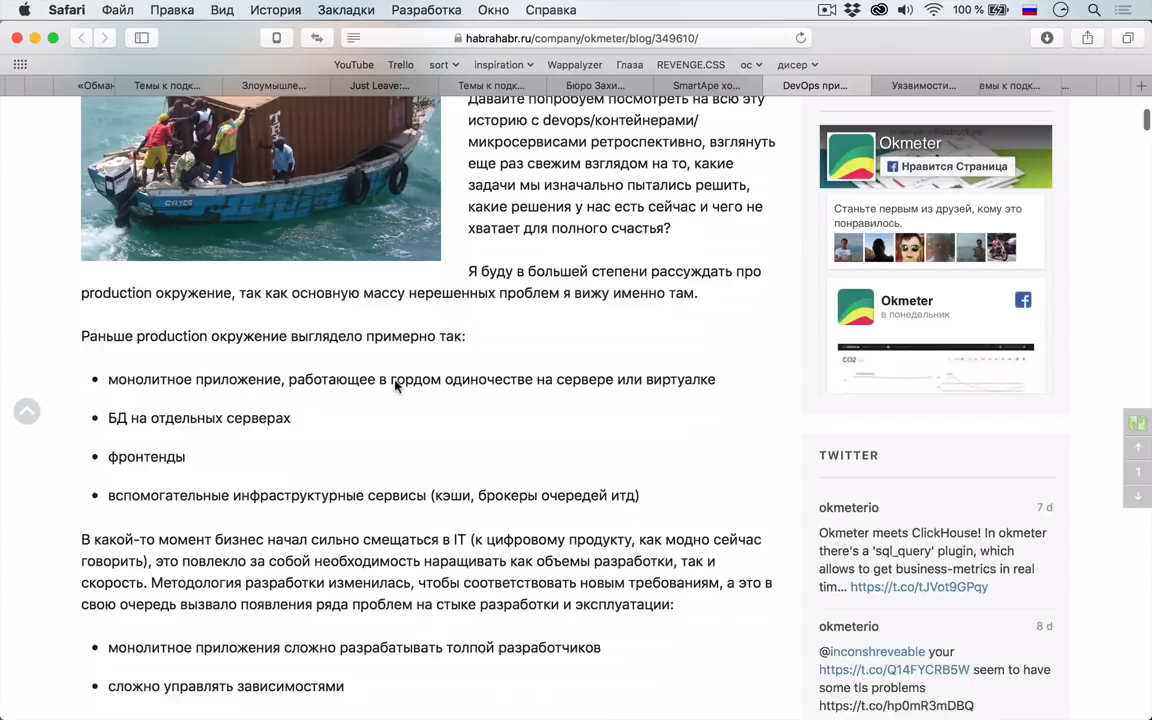 Safari Файл Правка Вид История Закладки Разработка Окно Справка 100 %
habrahabr.ru/company/okmeter/blog/349610/
YouTube Trello sort inspiration Wappalyzer Глаза REVENGE.CSS ос дисер
«Обман Темы к подк... Злоумышле... Just Leave:... Темы к подк... Бюро Захи... SmartApe хо... DevOps при... Уязвимости... емы к подк... ...
Давайте попробуем посмотреть на всю эту
историю с devops/контейнерами/
микросервисами ретроспективно, взглянуть
еще раз свежим взглядом на то, какие
задачи мы изначально пытались решить,
какие решения у нас есть сейчас и чего не
хватает для полного счастья?
Я буду в большей степени рассуждать про
production окружение, так как основную массу нерешенных проблем я вижу именно там.
Раньше production окружение выглядело примерно так:
• монолитное приложение, работающее в гордом одиночестве на сервере или виртуалке
• БД на отдельных серверах
• фронтенды
• вспомогательные инфраструктурные сервисы (кэши, брокеры очередей итд)
В какой-то момент бизнес начал сильно смещаться в IT (к цифровому продукту, как модно сейчас
говорить), это повлекло за собой необходимость наращивать как объемы разработки, так и
скорость. Методология разработки изменилась, чтобы соответствовать новым требованиям, а это в
свою очередь вызвало появления ряда проблем на стыке разработки и эксплуатации:
• монолитное приложения сложно разрабатывать толпой разработчиков
• сложно управлять зависимостями
Okmeter
Нравится Страница
Станьте первым из друзей, кому это
понравилось.
Okmeter
в понедельник
CO2
TWITTER
okmeterio 7 d
Okmeter meets ClickHouse! In okmeter
there's a 'sql_query' plugin, which
allows to get business-metrics in real
tim... https://t.co/tJVot9GPqy
okmeterio 8 d
@inconshreveable your
https://t.co/Q14FYCRB5W seem to have
some tls problems
https://t.co/hp0mR3mDBQ
1